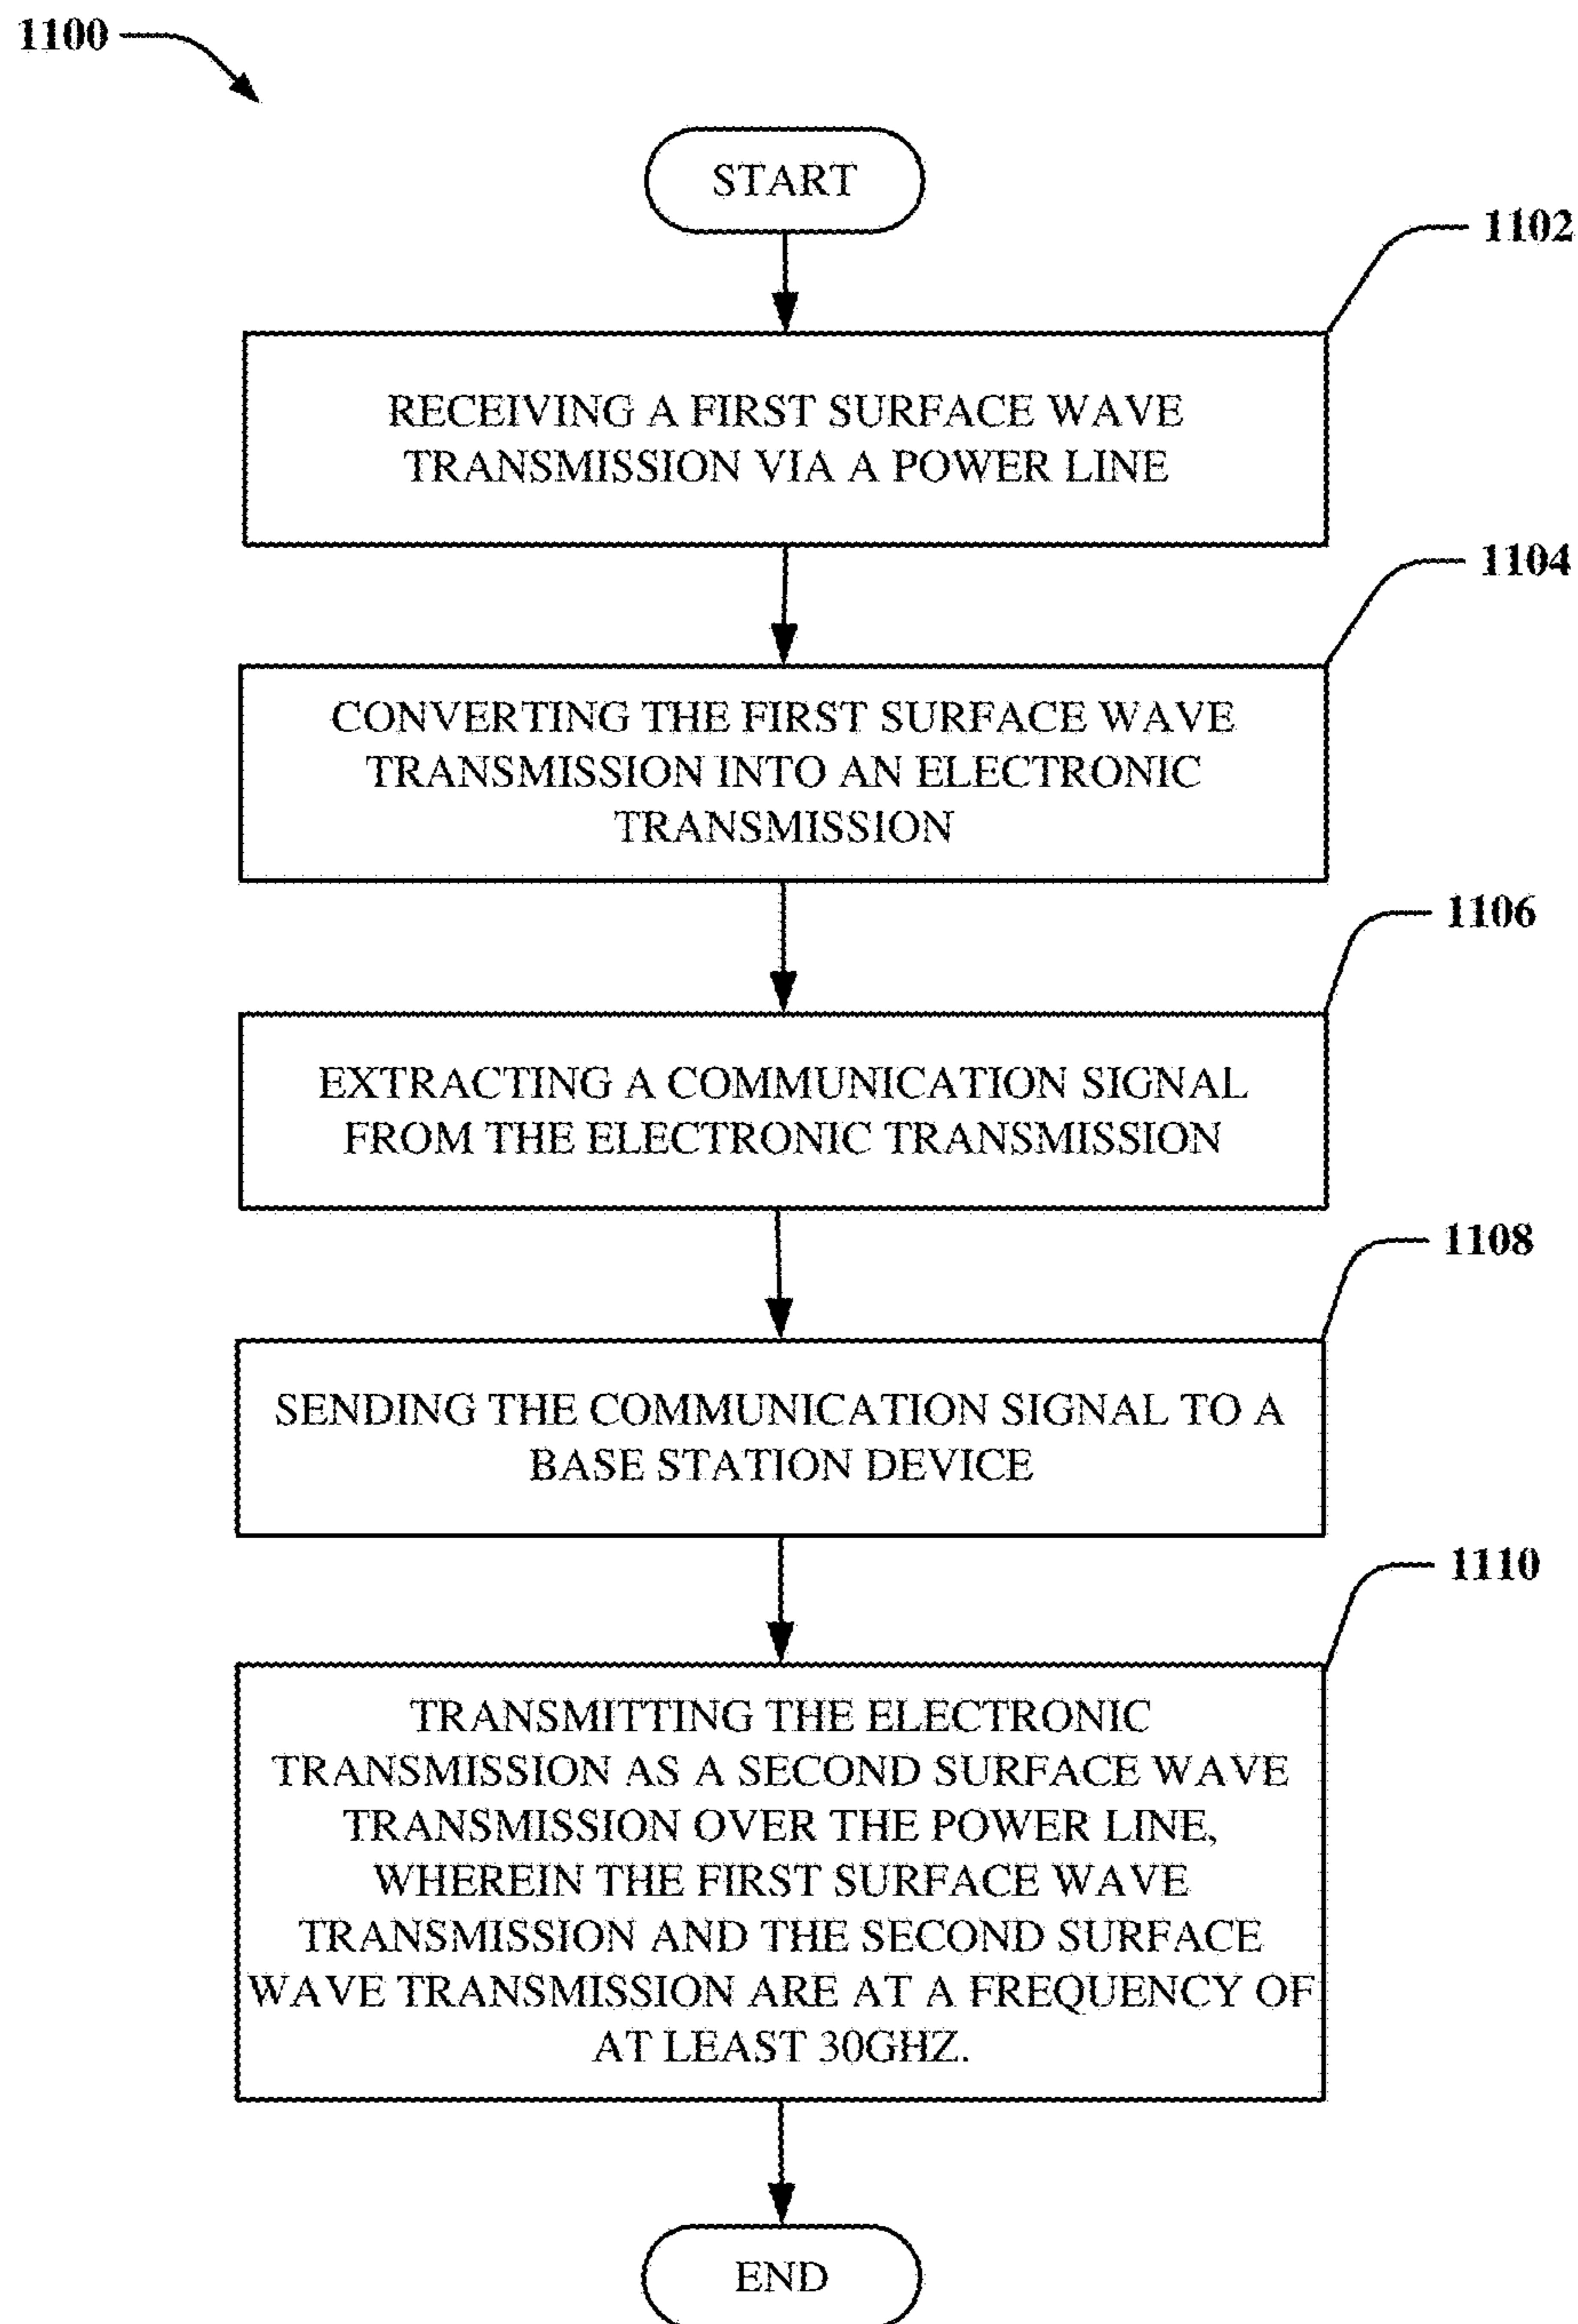 1100
START
1102
RECEIVING A FIRST SURFACE WAVE
TRANSMISSION VIA A POWER LINE
1104
CONVERTING THE FIRST SURFACE WAVE
TRANSMISSION INTO AN ELECTRONIC
TRANSMISSION
1106
EXTRACTING A COMMUNICATION SIGNAL
FROM THE ELECTRONIC TRANSMISSION
1108
SENDING THE COMMUNICATION SIGNAL TO A
BASE STATION DEVICE
1110
TRANSMITTING THE ELECTRONIC
TRANSMISSION AS A SECOND SURFACE WAVE
TRANSMISSION OVER THE POWER LINE,
WHEREIN THE FIRST SURFACE WAVE
TRANSMISSION AND THE SECOND SURFACE
WAVE TRANSMISSION ARE AT A FREQUENCY OF
AT LEAST 30GHZ.
END